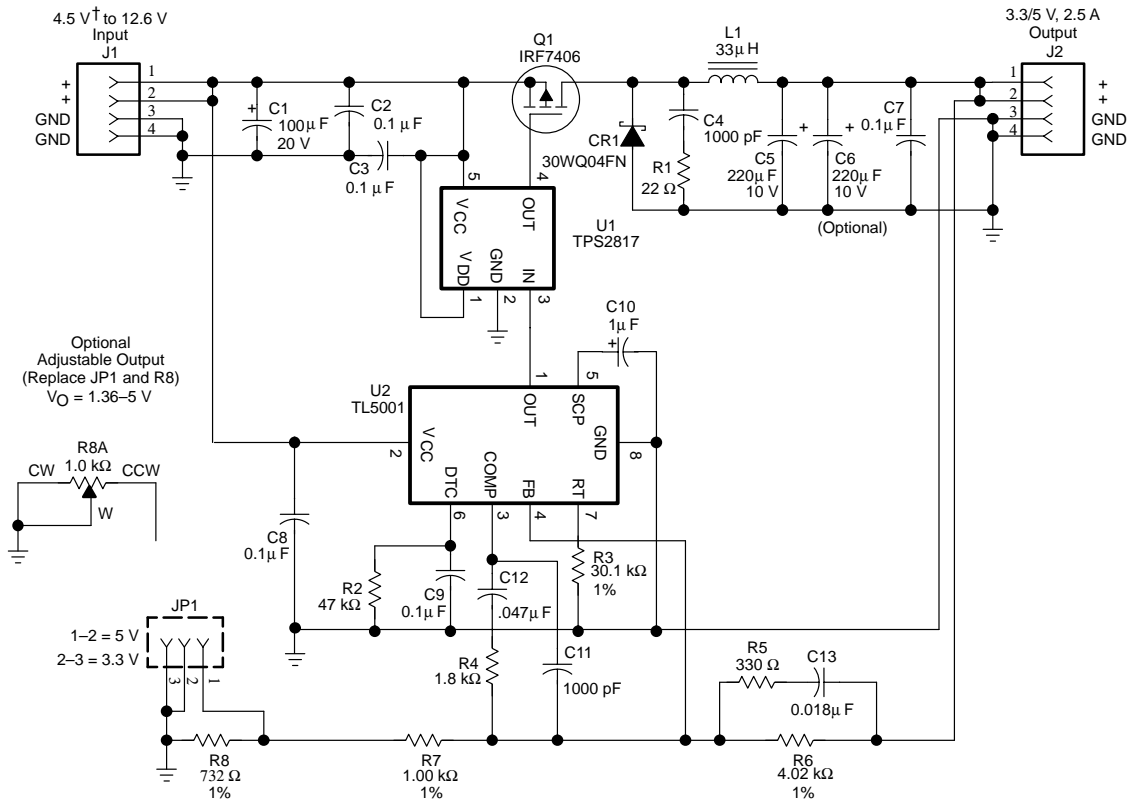 4.5 V† to 12.6 V
Input
J1
1
+
2
+
3
GND
4
GND
C1
+
100 µF
20 V
C2
0.1 µF
C3
0.1 µF
Q1
IRF7406
L1
33 µH
CR1
30WQ04FN
C4
1000 pF
R1
22 Ω
+
C5
220 µF
10 V
+
C6
220 µF
10 V
(Optional)
C7
0.1 µF
3.3/5 V, 2.5 A
Output
J2
1
+
2
+
3
GND
4
GND
5
4
VCC
OUT
VDD
GND
IN
1
2
3
U1
TPS2817
C10
1 µF
+
Optional
Adjustable Output
(Replace JP1 and R8)
VO = 1.36–5 V
R8A
1.0 kΩ
CW
CCW
W
U2
TL5001
1
5
OUT
SCP
VCC
2
GND
8
DTC
COMP
FB
RT
6
3
4
7
C8
0.1 µF
R2
47 kΩ
C9
0.1 µF
C12
.047 µF
R3
30.1 kΩ
1%
JP1
1–2 = 5 V
2–3 = 3.3 V
3
2
1
R4
1.8 kΩ
C11
1000 pF
R5
330 Ω
C13
0.018 µF
R8
732 Ω
1%
R7
1.00 kΩ
1%
R6
4.02 kΩ
1%